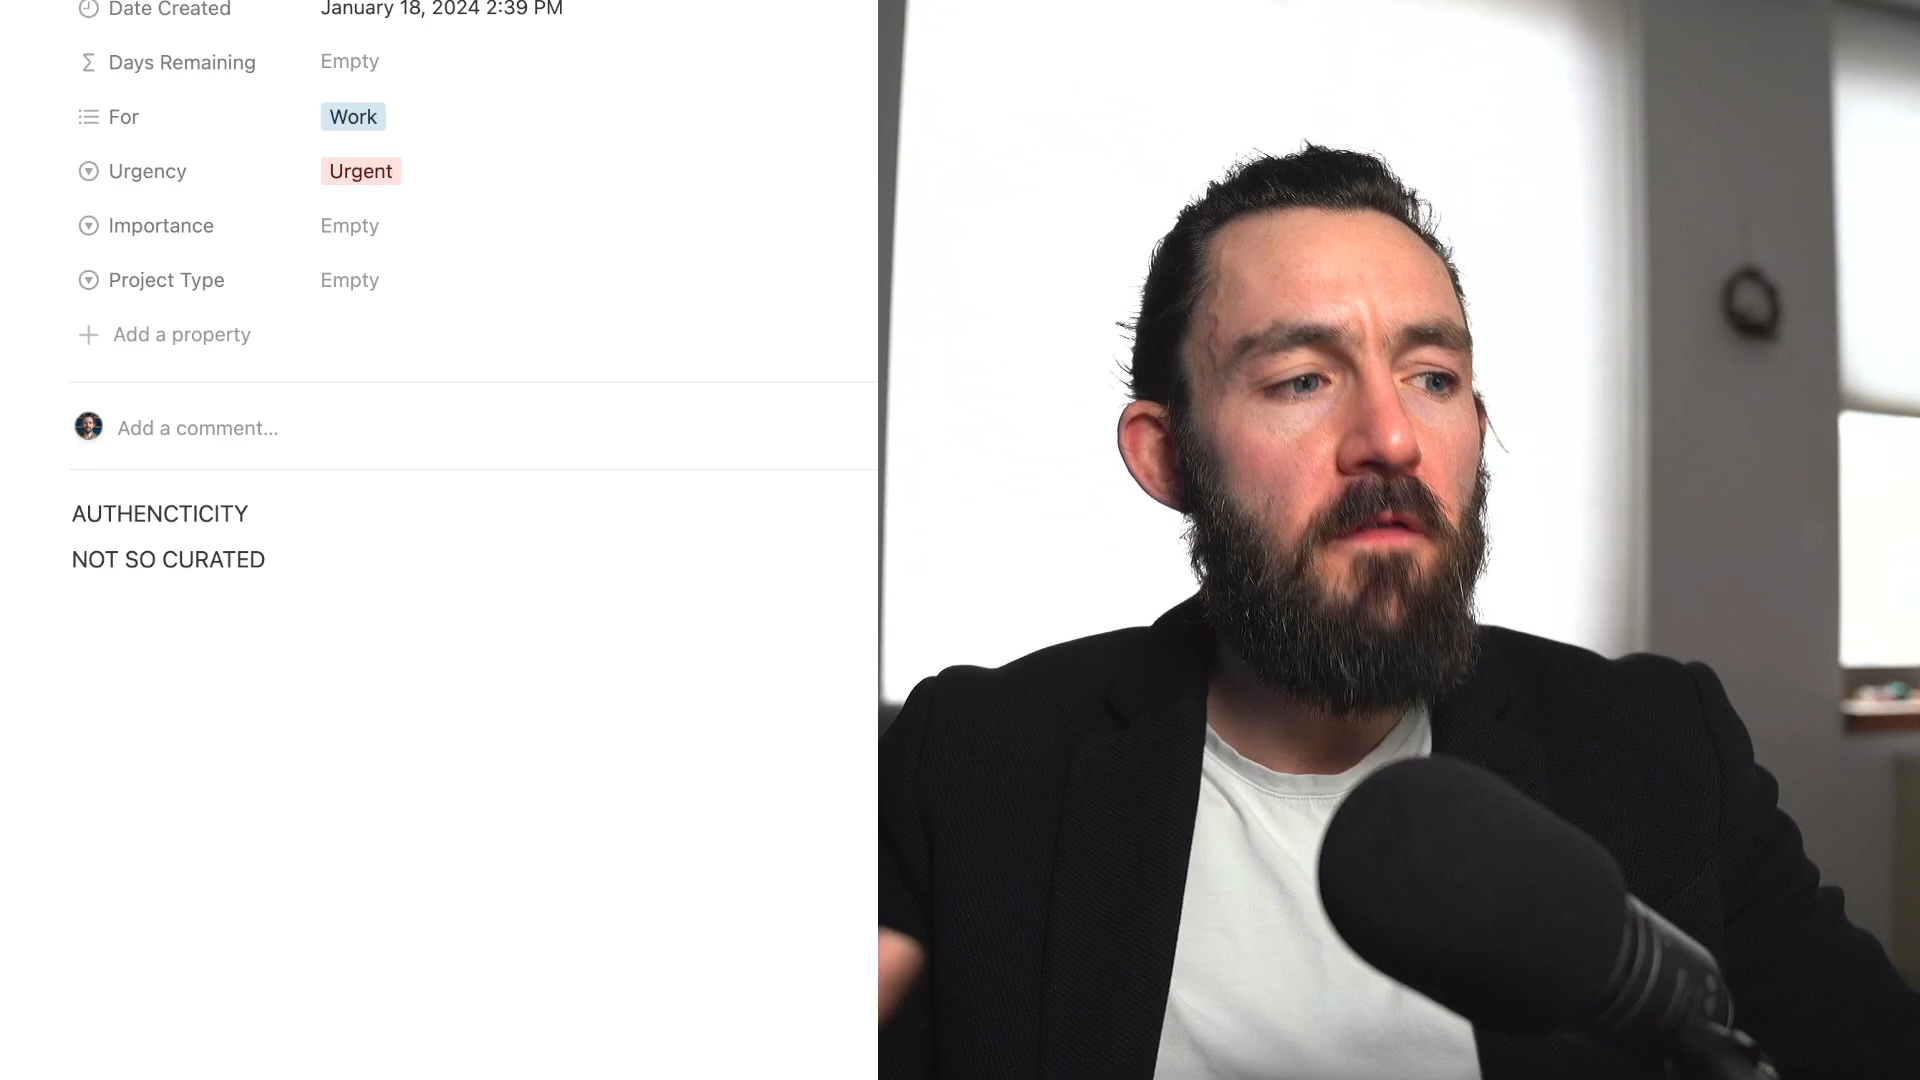 Date Created January 18, 2024 2:39 PM
Days Remaining Empty
For Work
Urgency Urgent
Importance Empty
Project Type Empty
Add a property
Add a comment...
AUTHENCTICITY
NOT SO CURATED